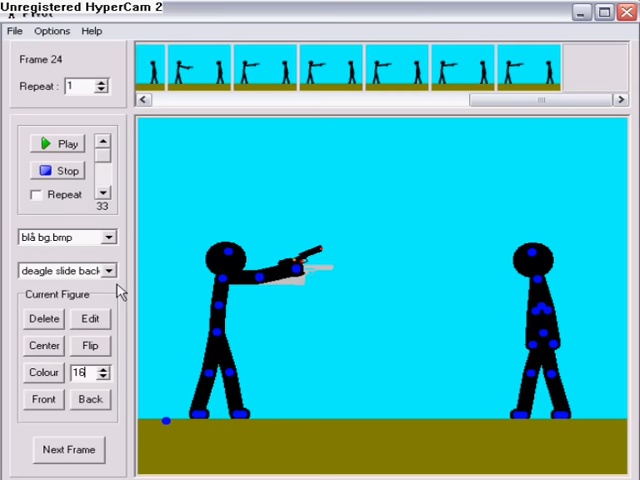 Unregistered HyperCam 2
Pivot
File Options Help
Frame 24
Repeat : 1
Play
Stop
Repeat
33
blå bg.bmp
deagle slide back
Current Figure
Delete Edit
Center Flip
Colour 16
Front Back
Next Frame